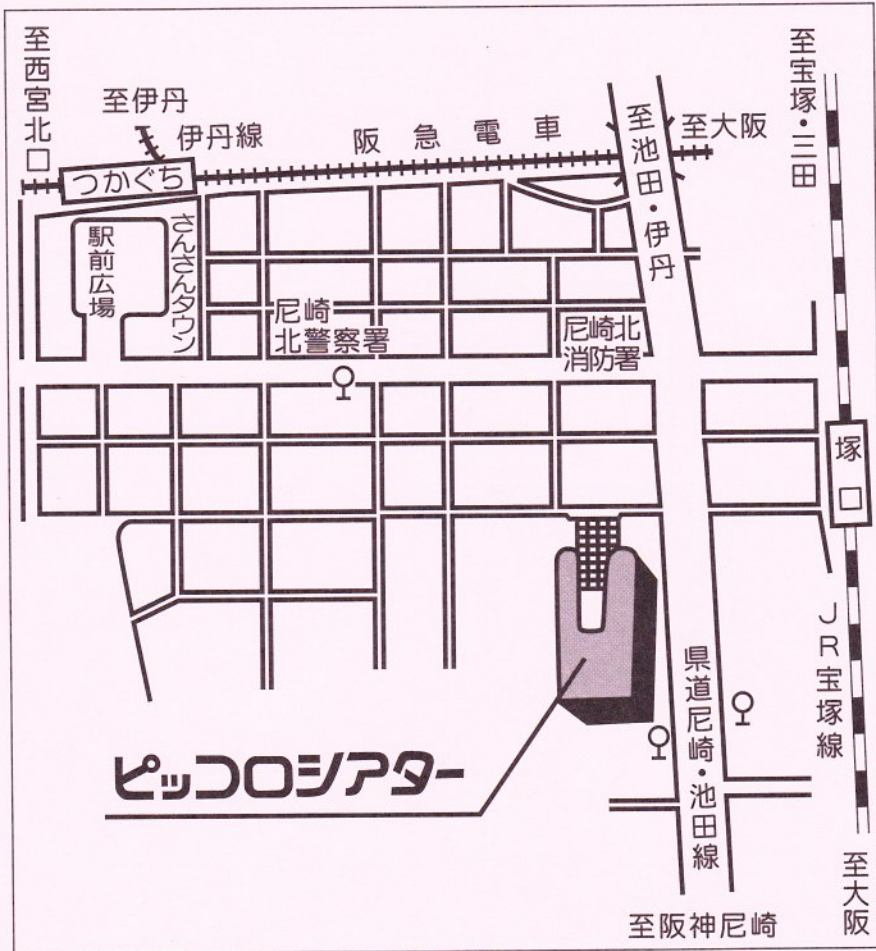 至西宮北口
至伊丹
伊丹線
阪急電車
至大阪
至宝塚・三田
つかぐち
至池田・伊丹
駅前広場
さんさんタウン
尼崎
北警察署
尼崎北
消防署
塚口
JR宝塚線
県道尼崎・池田線
ピッコロシアター
至大阪
至阪神尼崎